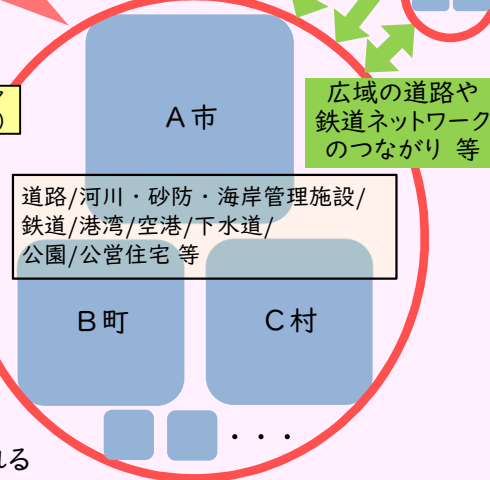 A市
広域の道路や
鉄道ネットワーク
のつながり 等
道路/河川・砂防・海岸管理施設/
鉄道/港湾/空港/下水道/
公園/公営住宅 等
B町
C村
・・・
れる